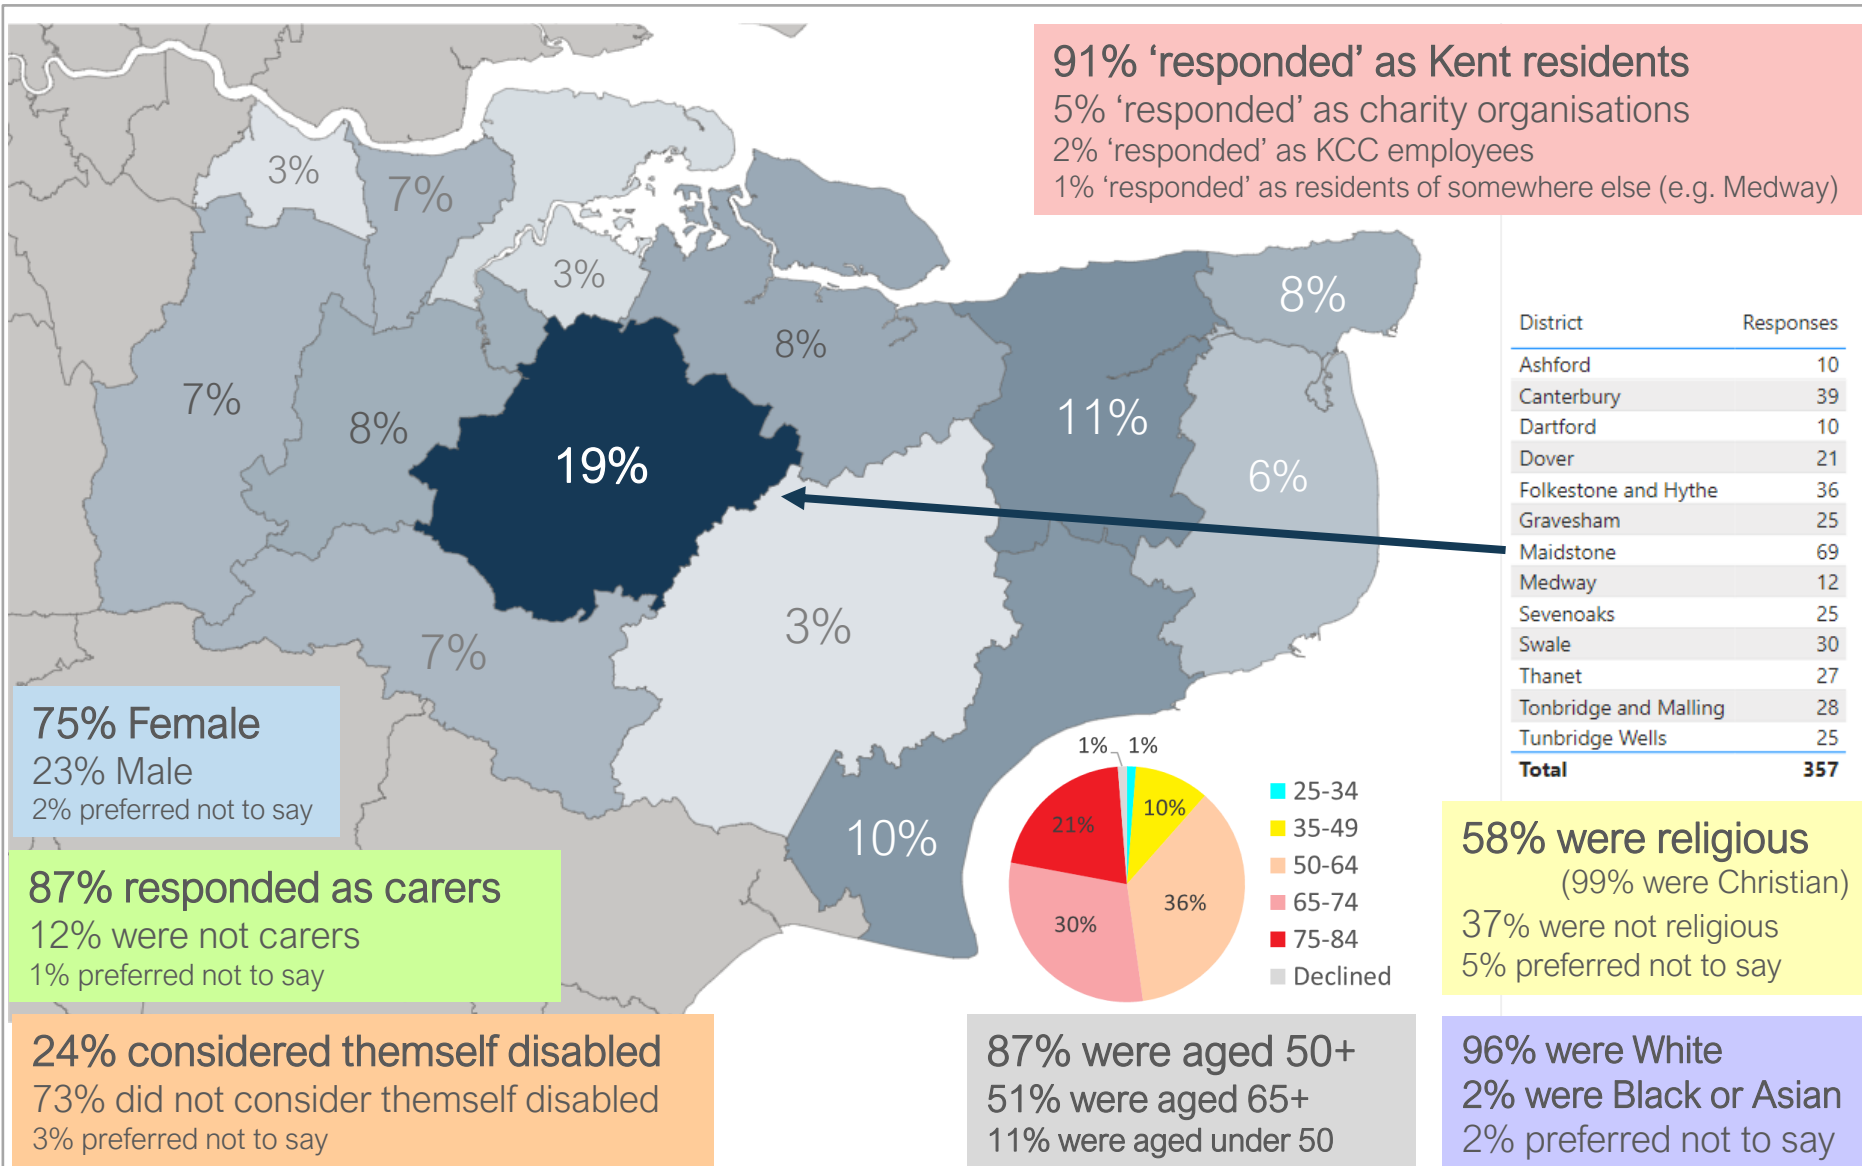 91% ‘responded’ as Kent residents
5% ‘responded’ as charity organisations
2% ‘responded’ as KCC employees
1% ‘responded’ as residents of somewhere else (e.g. Medway)
3%
7%
3%
8%
8%
7%
8%
19%
11%
6%
3%
7%
10%
District Responses
Ashford 10
Canterbury 39
Dartford 10
Dover 21
Folkestone and Hythe 36
Gravesham 25
Maidstone 69
Medway 12
Sevenoaks 25
Swale 30
Thanet 27
Tonbridge and Malling 28
Tunbridge Wells 25
Total 357
75% Female
23% Male
2% preferred not to say
87% responded as carers
12% were not carers
1% preferred not to say
24% considered themself disabled
73% did not consider themself disabled
3% preferred not to say
1% 1%
10%
21%
36%
30%
25-34
35-49
50-64
65-74
75-84
Declined
87% were aged 50+
51% were aged 65+
11% were aged under 50
58% were religious
(99% were Christian)
37% were not religious
5% preferred not to say
96% were White
2% were Black or Asian
2% preferred not to say